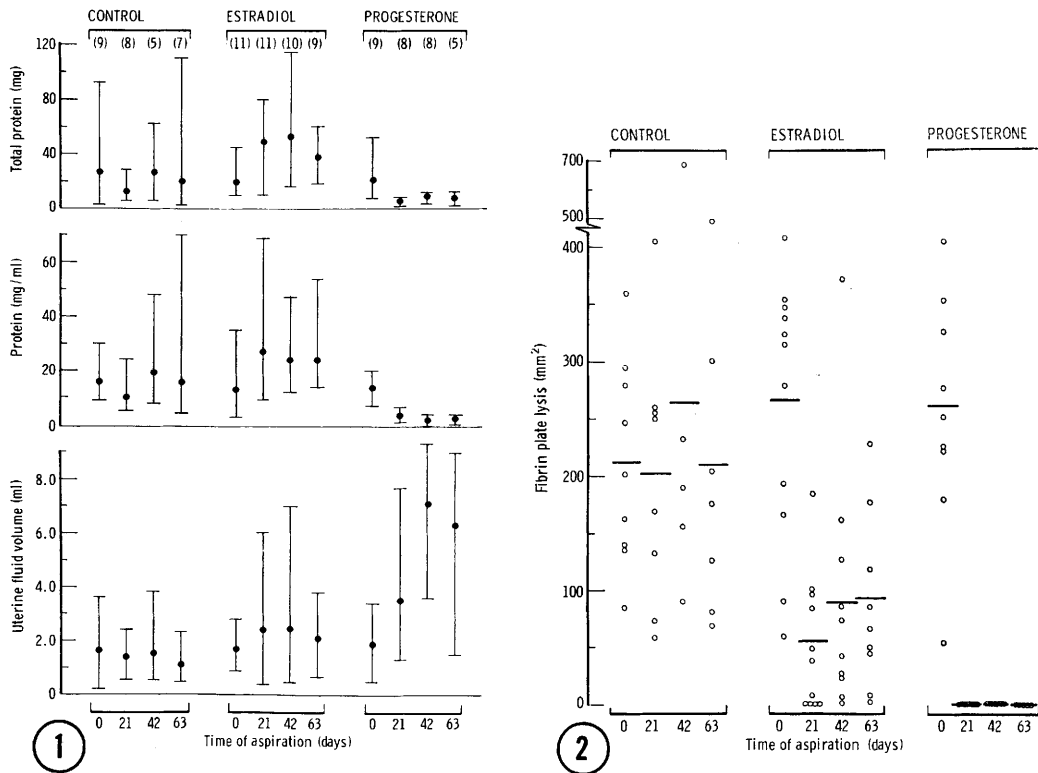 CONTROL ESTRADIOL PROGESTERONE
(9) (8) (5) (7) (11) (11) (10) (9) (9) (8) (8) (5)
120
80
40
0
Total protein (mg)
60
40
20
0
Protein (mg/ml)
8.0
6.0
4.0
2.0
0
Uterine fluid volume (ml)
0 21 42 63 0 21 42 63 0 21 42 63
Time of aspiration (days)
1
CONTROL ESTRADIOL PROGESTERONE
700
500
400
300
200
100
0
Fibrin plate lysis (mm²)
0 21 42 63 0 21 42 63 0 21 42 63
Time of aspiration (days)
2